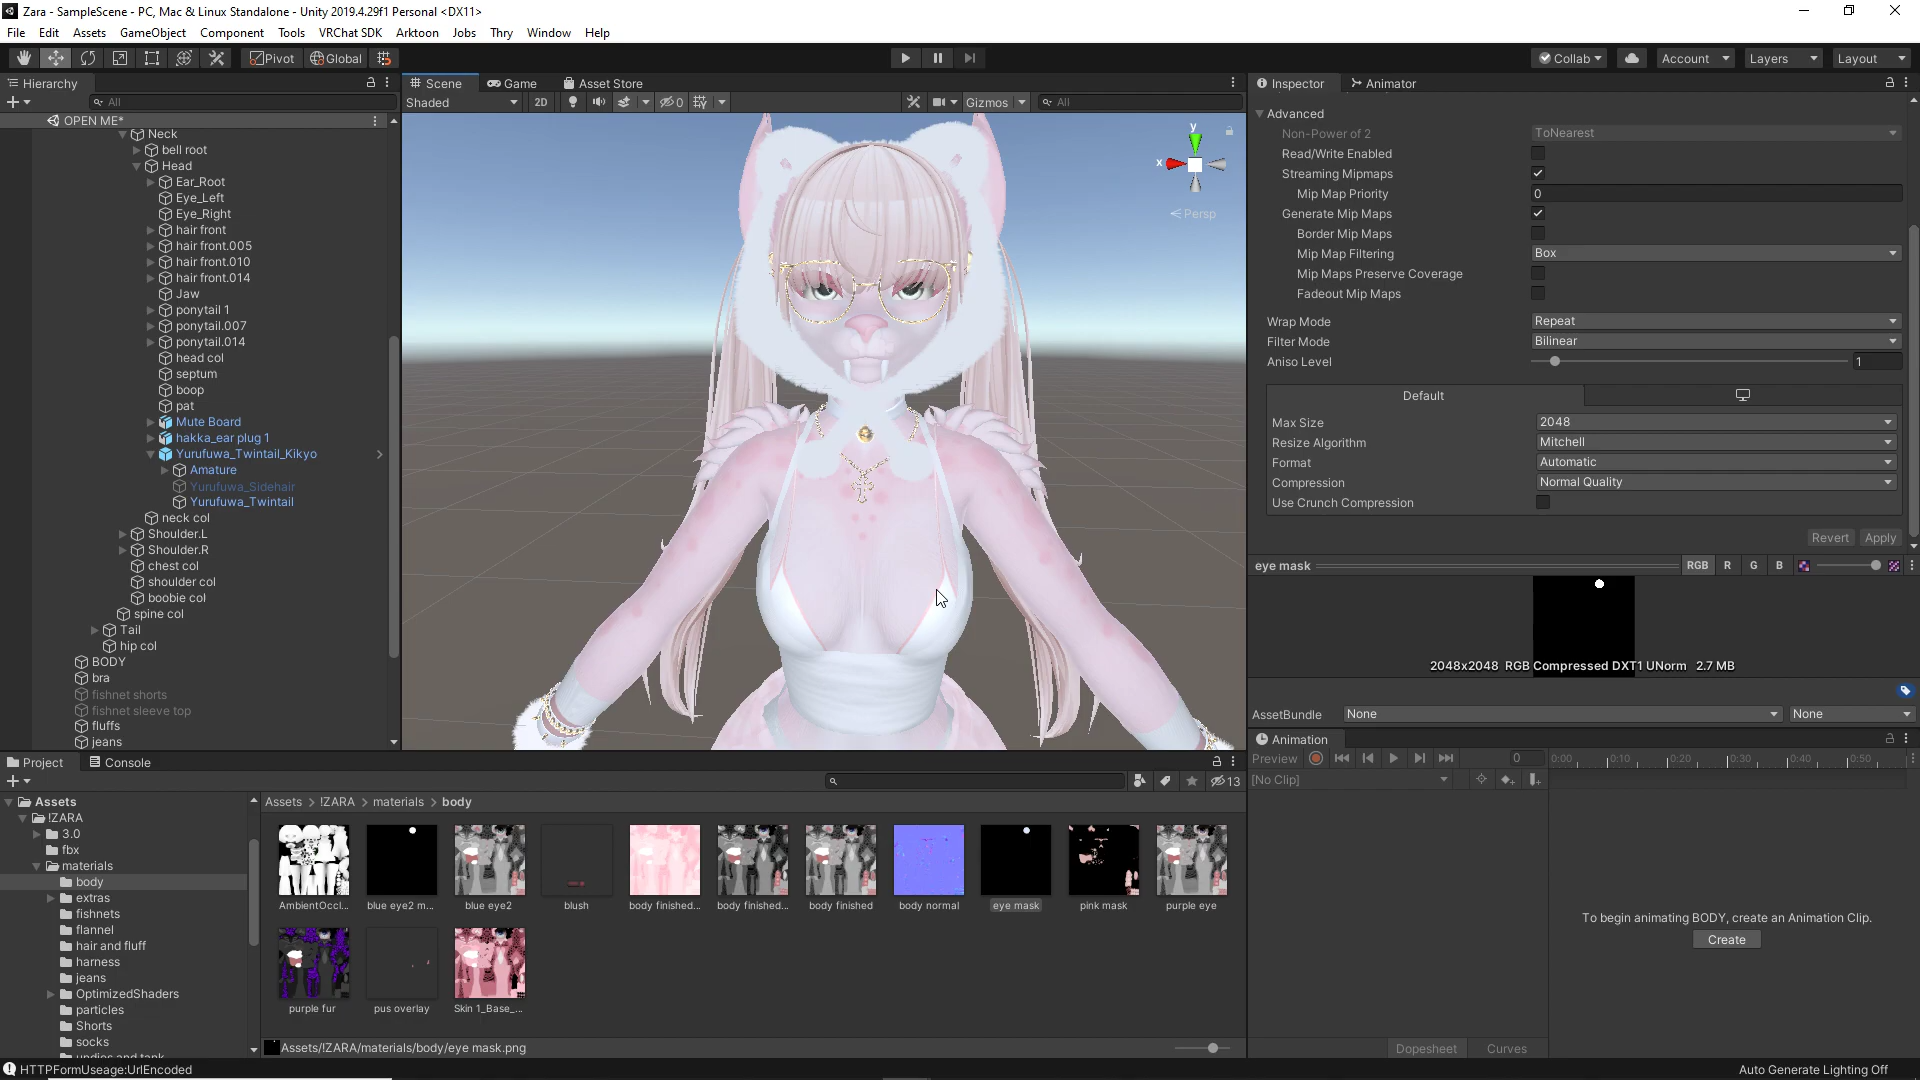 Zara - SampleScene - PC, Mac & Linux Standalone - Unity 2019.4.29f1 Personal <DX11>
File Edit Assets GameObject Component Tools VRChat SDK Arktoon Jobs Thry Window Help
Pivot Global Collab Account Layers Layout
Hierarchy
All
OPEN ME*
Neck
bell root
Head
Ear_Root
Eye_Left
Eye_Right
hair front
hair front.005
hair front.010
hair front.014
Jaw
ponytail 1
ponytail.007
ponytail.014
head col
septum
boop
pat
Mute Board
hakka_ear plug 1
Yurufuwa_Twintail_Kikyo
Amature
Yurufuwa_Sidehair
Yurufuwa_Twintail
neck col
Shoulder.L
Shoulder.R
chest col
shoulder col
boobie col
spine col
Tail
hip col
BODY
bra
fishnet shorts
fishnet sleeve top
fluffs
jeans
Scene Game Asset Store
Shaded 2D 0 Gizmos All
y
x
Persp
Inspector Animator
Advanced
Non-Power of 2 ToNearest
Read/Write Enabled
Streaming Mipmaps
Mip Map Priority 0
Generate Mip Maps
Border Mip Maps
Mip Map Filtering Box
Mip Maps Preserve Coverage
Fadeout Mip Maps
Wrap Mode Repeat
Filter Mode Bilinear
Aniso Level 1
Default
Max Size 2048
Resize Algorithm Mitchell
Format Automatic
Compression Normal Quality
Use Crunch Compression
Revert Apply
eye mask RGB R G B
2048x2048 RGB Compressed DXT1 UNorm 2.7 MB
AssetBundle None None
Animation
Preview 0 0:00 0:10 0:20 0:30 0:40 0:50
[No Clip]
To begin animating BODY, create an Animation Clip.
Create
Dopesheet Curves
Project Console
13
Assets
!ZARA
3.0
fbx
materials
body
extras
fishnets
flannel
hair and fluff
harness
jeans
OptimizedShaders
particles
Shorts
socks
undies and tank
Assets > !ZARA > materials > body
AmbientOccl... blue eye2 m... blue eye2 blush body finished... body finished... body finished body normal eye mask pink mask purple eye
purple fur pus overlay Skin 1_Base_...
Assets/!ZARA/materials/body/eye mask.png
HTTPFormUseage:UrlEncoded
Auto Generate Lighting Off